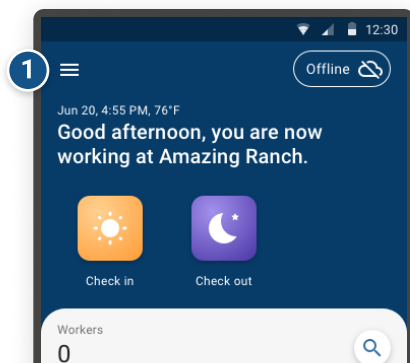 12:30
1
Offline
Jun 20, 4:55 PM, 76°F
Good afternoon, you are now
working at Amazing Ranch.
Check in
Check out
Workers
0